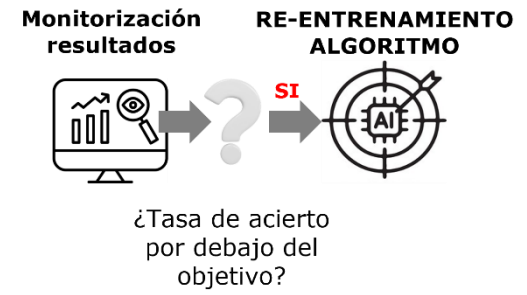 Monitorización
resultados
RE-ENTRENAMIENTO
ALGORITMO
SI
AI
¿Tasa de acierto
por debajo del
objetivo?